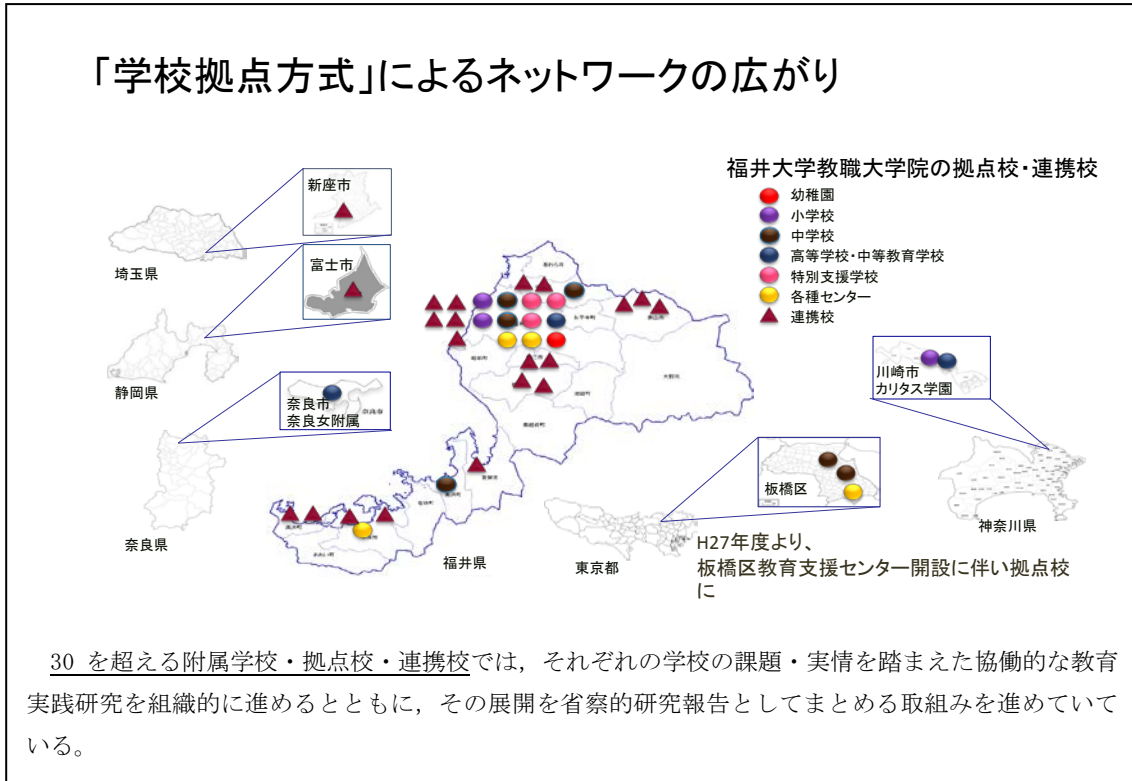 「学校拠点方式」によるネットワークの広がり
福井大学教職大学院の拠点校・連携校
幼稚園
小学校
中学校
高等学校・中等教育学校
特別支援学校
各種センター
連携校
新座市
埼玉県
富士市
静岡県
奈良市
奈良女附属
奈良県
福井県
川崎市
カリタス学園
神奈川県
板橋区
東京都
H27年度より、
板橋区教育支援センター開設に伴い拠点校
に
30 を超える附属学校・拠点校・連携校では，それぞれの学校の課題・実情を踏まえた協働的な教育
実践研究を組織的に進めるとともに，その展開を省察的研究報告としてまとめる取組みを進めていて
いる。